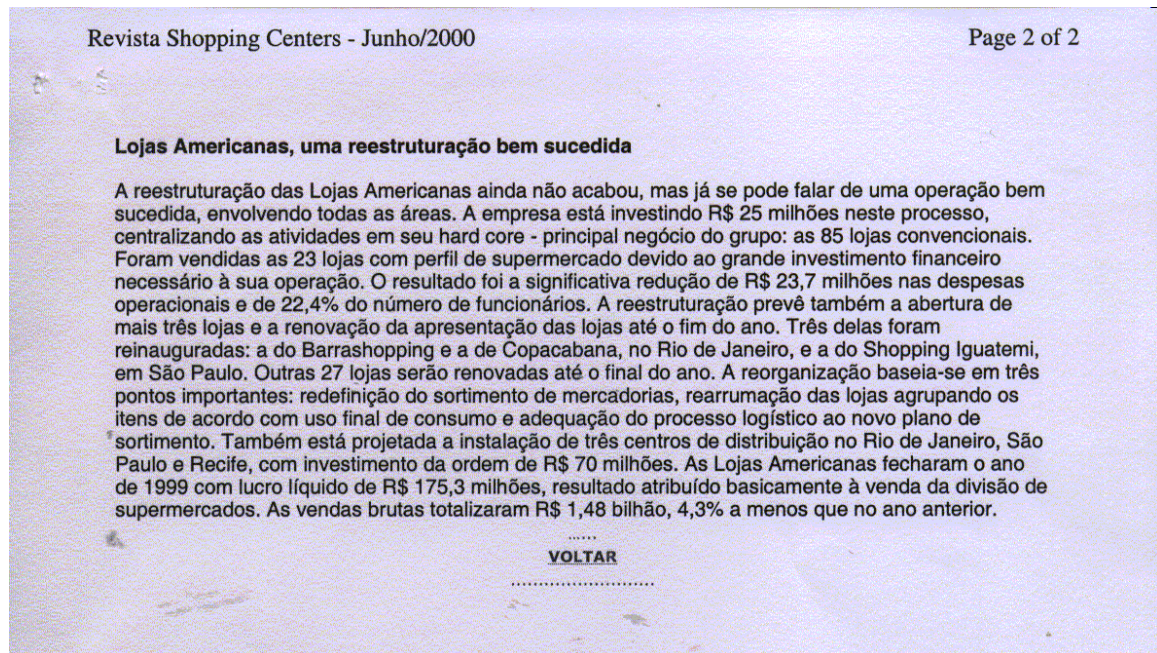 Revista Shopping Centers - Junho/2000 Page 2 of 2
Lojas Americanas, uma reestruturação bem sucedida
A reestruturação das Lojas Americanas ainda não acabou, mas já se pode falar de uma operação bem
sucedida, envolvendo todas as áreas. A empresa está investindo R$ 25 milhões neste processo,
centralizando as atividades em seu hard core - principal negócio do grupo: as 85 lojas convencionais.
Foram vendidas as 23 lojas com perfil de supermercado devido ao grande investimento financeiro
necessário à sua operação. O resultado foi a significativa redução de R$ 23,7 milhões nas despesas
operacionais e de 22,4% do número de funcionários. A reestruturação prevê também a abertura de
mais três lojas e a renovação da apresentação das lojas até o fim do ano. Três delas foram
reinauguradas: a do Barrashopping e a de Copacabana, no Rio de Janeiro, e a do Shopping Iguatemi,
em São Paulo. Outras 27 lojas serão renovadas até o final do ano. A reorganização baseia-se em três
pontos importantes: redefinição do sortimento de mercadorias, rearrumação das lojas agrupando os
itens de acordo com uso final de consumo e adequação do processo logístico ao novo plano de
sortimento. Também está projetada a instalação de três centros de distribuição no Rio de Janeiro, São
Paulo e Recife, com investimento da ordem de R$ 70 milhões. As Lojas Americanas fecharam o ano
de 1999 com lucro líquido de R$ 175,3 milhões, resultado atribuído basicamente à venda da divisão de
supermercados. As vendas brutas totalizaram R$ 1,48 bilhão, 4,3% a menos que no ano anterior.
VOLTAR